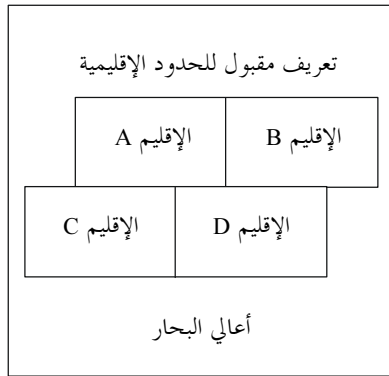 تعريف مقبول للحدود الإقليمية
الإقليم A
الإقليم B
الإقليم C
الإقليم D
أعالي البحار